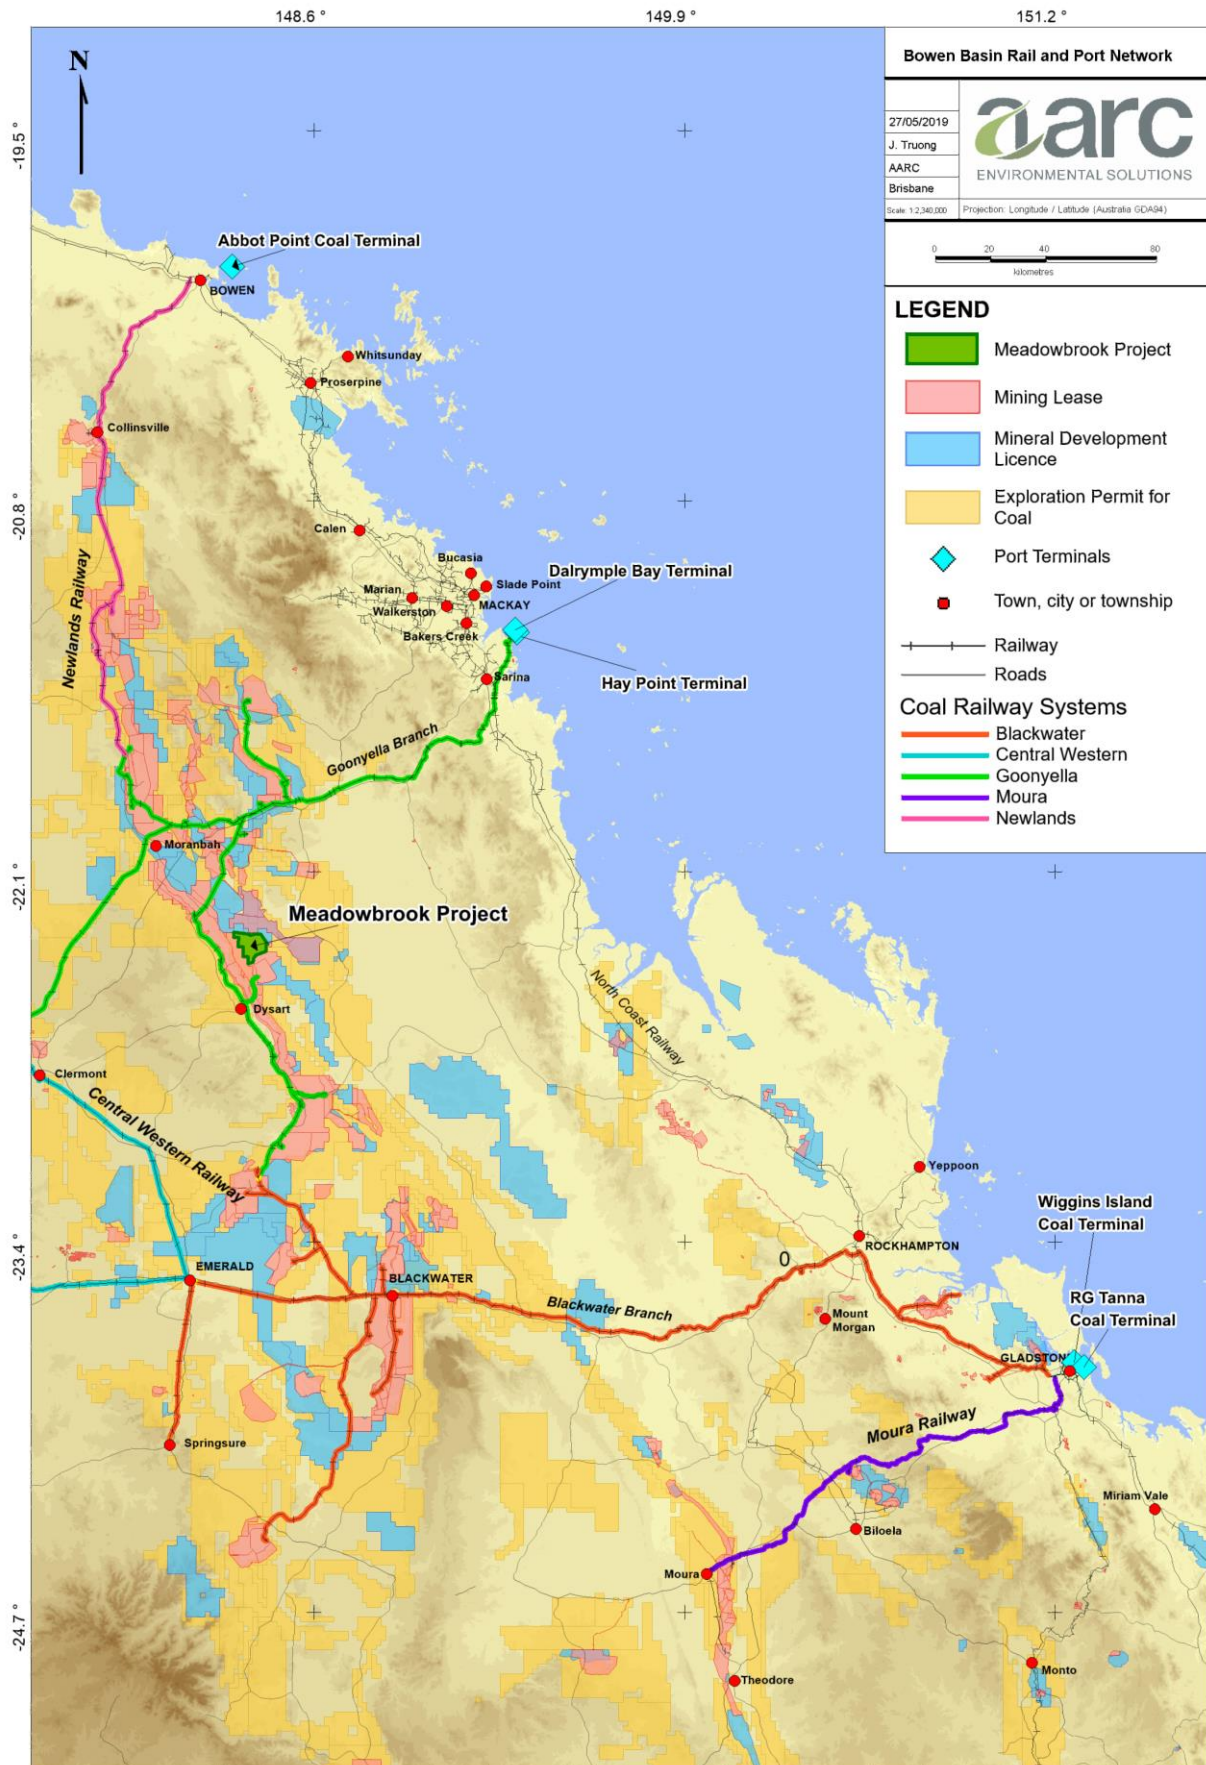 148.6 °
149.9 °
151.2 °
N
Bowen Basin Rail and Port Network
27/05/2019
J. Truong
AARC
Brisbane
Scale: 1:2,340,000
aarc
ENVIRONMENTAL SOLUTIONS
Projection: Longitude / Latitude (Australia GDA94)
0 20 40 80
kilometres
LEGEND
Meadowbrook Project
Mining Lease
Mineral Development
Licence
Exploration Permit for
Coal
Port Terminals
Town, city or township
Railway
Roads
Coal Railway Systems
Blackwater
Central Western
Goonyella
Moura
Newlands
-19.5 °
-20.8 °
-22.1 °
-23.4 °
-24.7 °
Abbot Point Coal Terminal
BOWEN
Whitsunday
Proserpine
Collinsville
Calen
Newlands Railway
Bucasia
Slade Point
Marian
MACKAY
Walkerston
Bakers Creek
Dalrymple Bay Terminal
Hay Point Terminal
Sarina
Goonyella Branch
Moranbah
Meadowbrook Project
Dysart
North Coast Railway
Clermont
Central Western Railway
Yeppoon
Wiggins Island
Coal Terminal
ROCKHAMPTON
0
EMERALD
BLACKWATER
Blackwater Branch
Mount
Morgan
RG Tanna
Coal Terminal
GLADSTONE
Moura Railway
Springsure
Miriam Vale
Biloela
Moura
Theodore
Monto